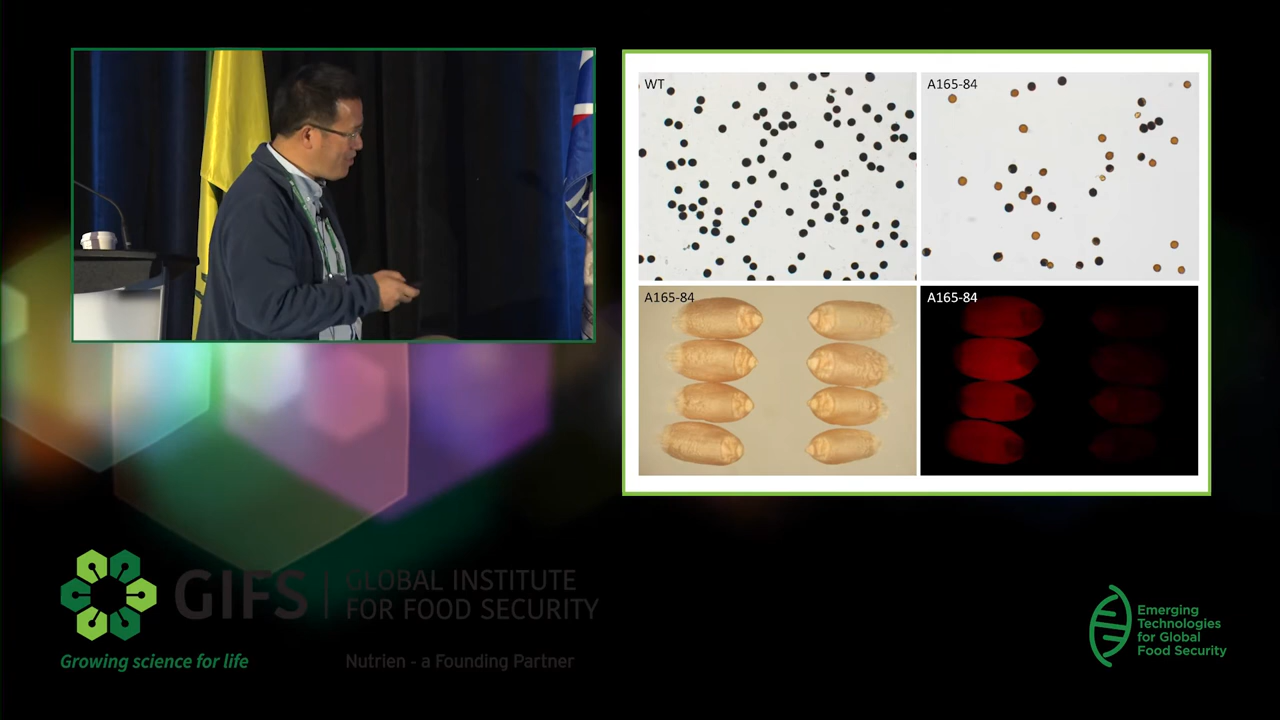 WT
A165-84
A165-84
A165-84
GIFS
GLOBAL INSTITUTE
FOR FOOD SECURITY
Growing science for life
Nutrien - a Founding Partner
Emerging
Technologies
for Global
Food Security